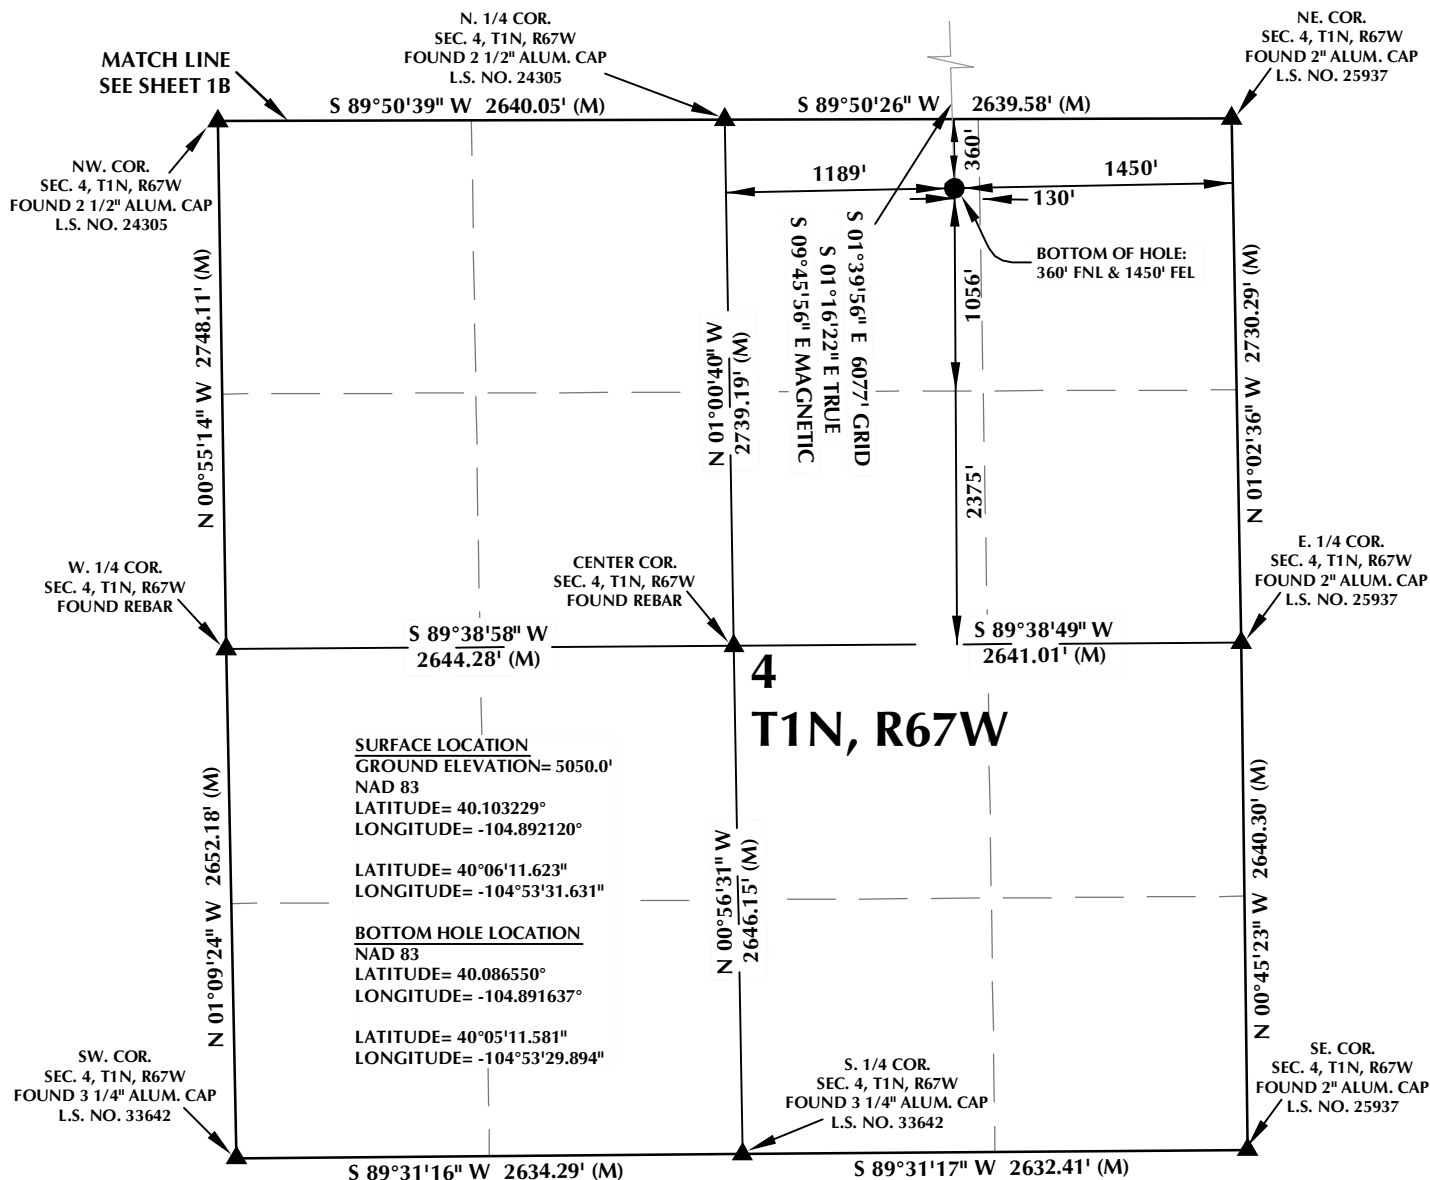 N. 1/4 COR.
SEC. 4, T1N, R67W
FOUND 2 1/2" ALUM. CAP
L.S. NO. 24305
NE. COR.
SEC. 4, T1N, R67W
FOUND 2" ALUM. CAP
L.S. NO. 25937
MATCH LINE
SEE SHEET 1B
S 89°50'39" W 2640.05' (M)
S 89°50'26" W 2639.58' (M)
NW. COR.
SEC. 4, T1N, R67W
FOUND 2 1/2" ALUM. CAP
L.S. NO. 24305
360'
1189'
1450'
130'
BOTTOM OF HOLE:
360' FNL & 1450' FEL
S 01°39'56" E 6077' GRID
S 01°16'22" E TRUE
S 09°45'56" E MAGNETIC
1056'
2375'
N 00°55'14" W 2748.11' (M)
N 01°00'40" W
2739.19' (M)
N 01°02'36" W 2730.29' (M)
W. 1/4 COR.
SEC. 4, T1N, R67W
FOUND REBAR
CENTER COR.
SEC. 4, T1N, R67W
FOUND REBAR
E. 1/4 COR.
SEC. 4, T1N, R67W
FOUND 2" ALUM. CAP
L.S. NO. 25937
S 89°38'58" W
2644.28' (M)
S 89°38'49" W
2641.01' (M)
4
T1N, R67W
SURFACE LOCATION
GROUND ELEVATION= 5050.0'
NAD 83
LATITUDE= 40.103229°
LONGITUDE= -104.892120°
LATITUDE= 40°06'11.623"
LONGITUDE= -104°53'31.631"
BOTTOM HOLE LOCATION
NAD 83
LATITUDE= 40.086550°
LONGITUDE= -104.891637°
LATITUDE= 40°05'11.581"
LONGITUDE= -104°53'29.894"
N 01°09'24" W 2652.18' (M)
N 00°56'31" W
2646.15' (M)
N 00°45'23" W 2640.30' (M)
SW. COR.
SEC. 4, T1N, R67W
FOUND 3 1/4" ALUM. CAP
L.S. NO. 33642
S. 1/4 COR.
SEC. 4, T1N, R67W
FOUND 3 1/4" ALUM. CAP
L.S. NO. 33642
SE. COR.
SEC. 4, T1N, R67W
FOUND 2" ALUM. CAP
L.S. NO. 25937
S 89°31'16" W 2634.29' (M)
S 89°31'17" W 2632.41' (M)